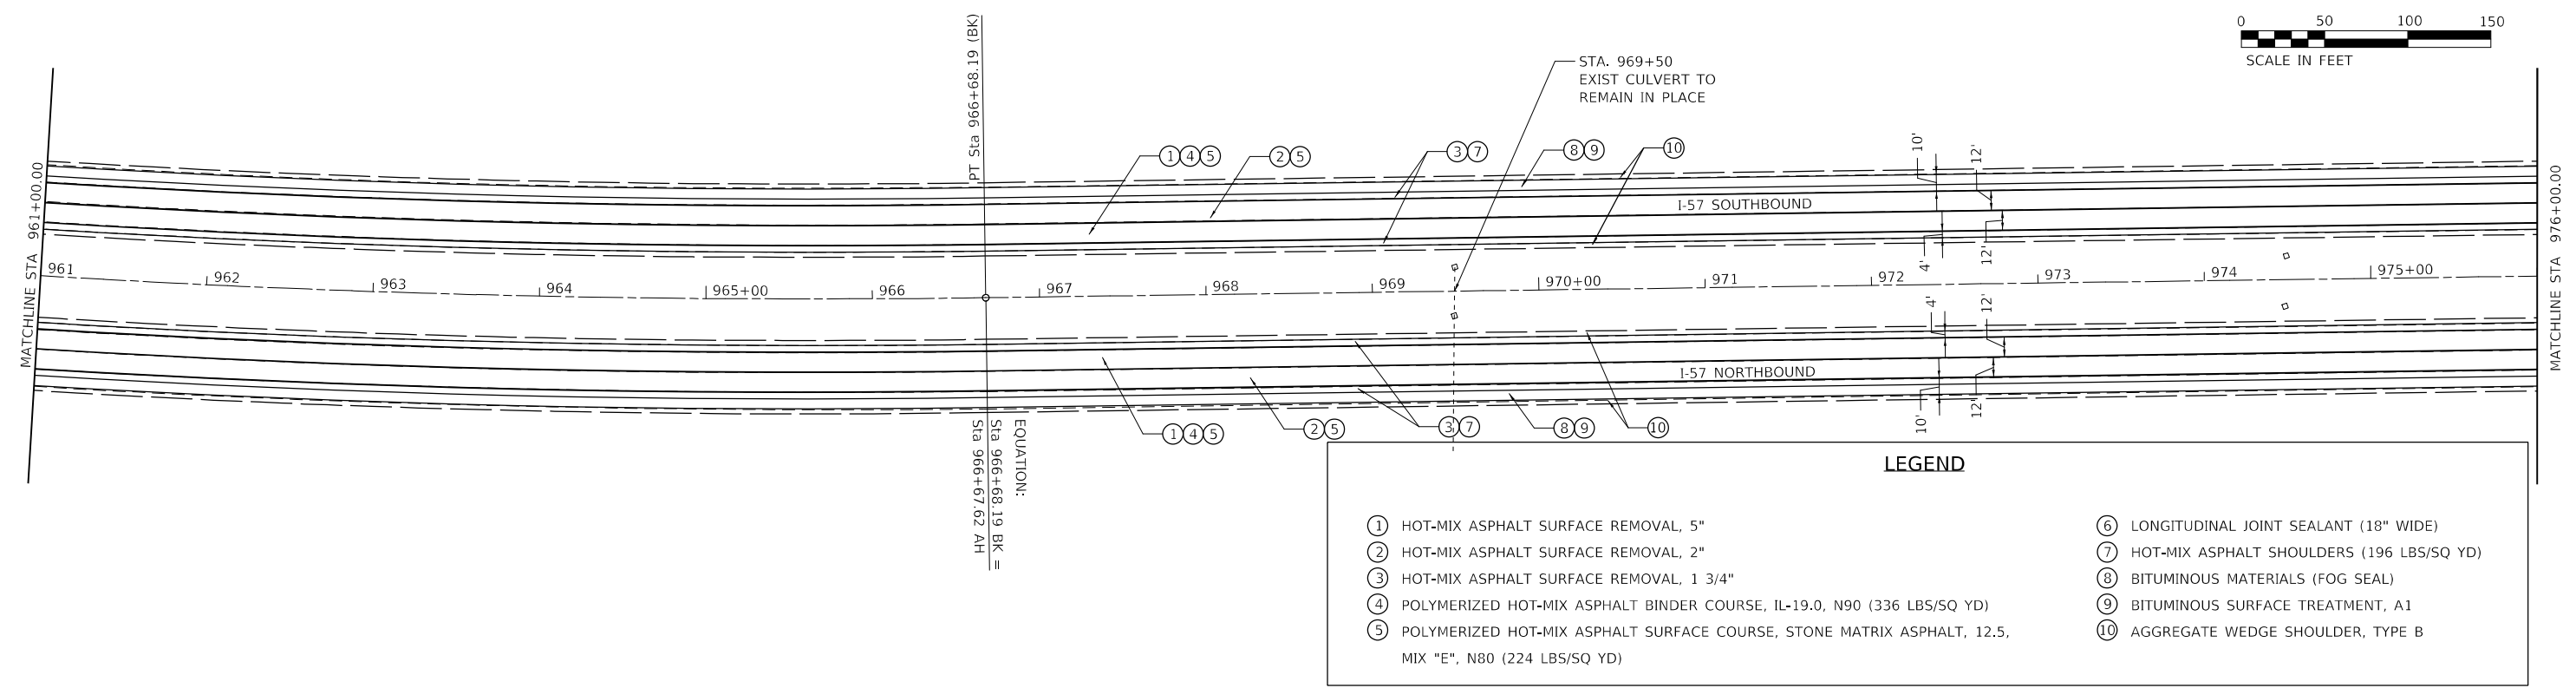 0 50 100 150
SCALE IN FEET
PT Sta 966+68.19 (BK)
STA. 969+50
EXIST CULVERT TO
REMAIN IN PLACE
MATCHLINE STA 961+00.00
1 4 5
2 5
3 7
8 9
10
10'
12'
I-57 SOUTHBOUND
4'
12'
MATCHLINE STA 976+00.00
961 962 963 964 965+00 966 967 968 969 970+00 971 972 973 974 975+00
4'
12'
I-57 NORTHBOUND
10'
12'
1 4 5
2 5
3 7
8 9
10
EQUATION:
Sta 966+68.19 BK =
Sta 966+67.62 AH
LEGEND
1 HOT-MIX ASPHALT SURFACE REMOVAL, 5"
2 HOT-MIX ASPHALT SURFACE REMOVAL, 2"
3 HOT-MIX ASPHALT SURFACE REMOVAL, 1 3/4"
4 POLYMERIZED HOT-MIX ASPHALT BINDER COURSE, IL-19.0, N90 (336 LBS/SQ YD)
5 POLYMERIZED HOT-MIX ASPHALT SURFACE COURSE, STONE MATRIX ASPHALT, 12.5,
MIX "E", N80 (224 LBS/SQ YD)
6 LONGITUDINAL JOINT SEALANT (18" WIDE)
7 HOT-MIX ASPHALT SHOULDERS (196 LBS/SQ YD)
8 BITUMINOUS MATERIALS (FOG SEAL)
9 BITUMINOUS SURFACE TREATMENT, A1
10 AGGREGATE WEDGE SHOULDER, TYPE B